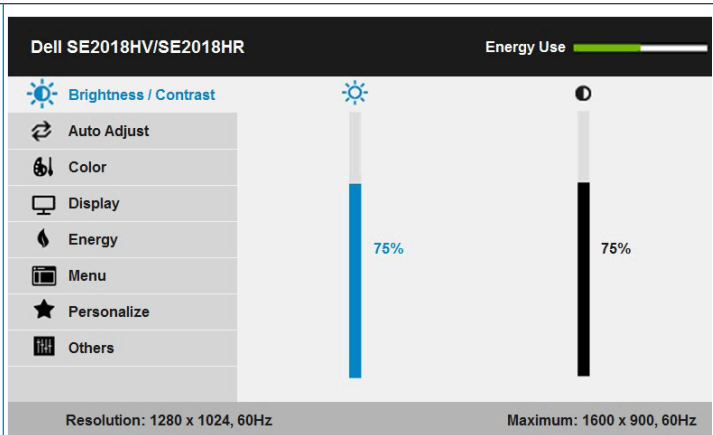 Dell SE2018HV/SE2018HR
Energy Use
Brightness / Contrast
Auto Adjust
Color
Display
Energy
75%
75%
Menu
Personalize
Others
Resolution: 1280 x 1024, 60Hz
Maximum: 1600 x 900, 60Hz